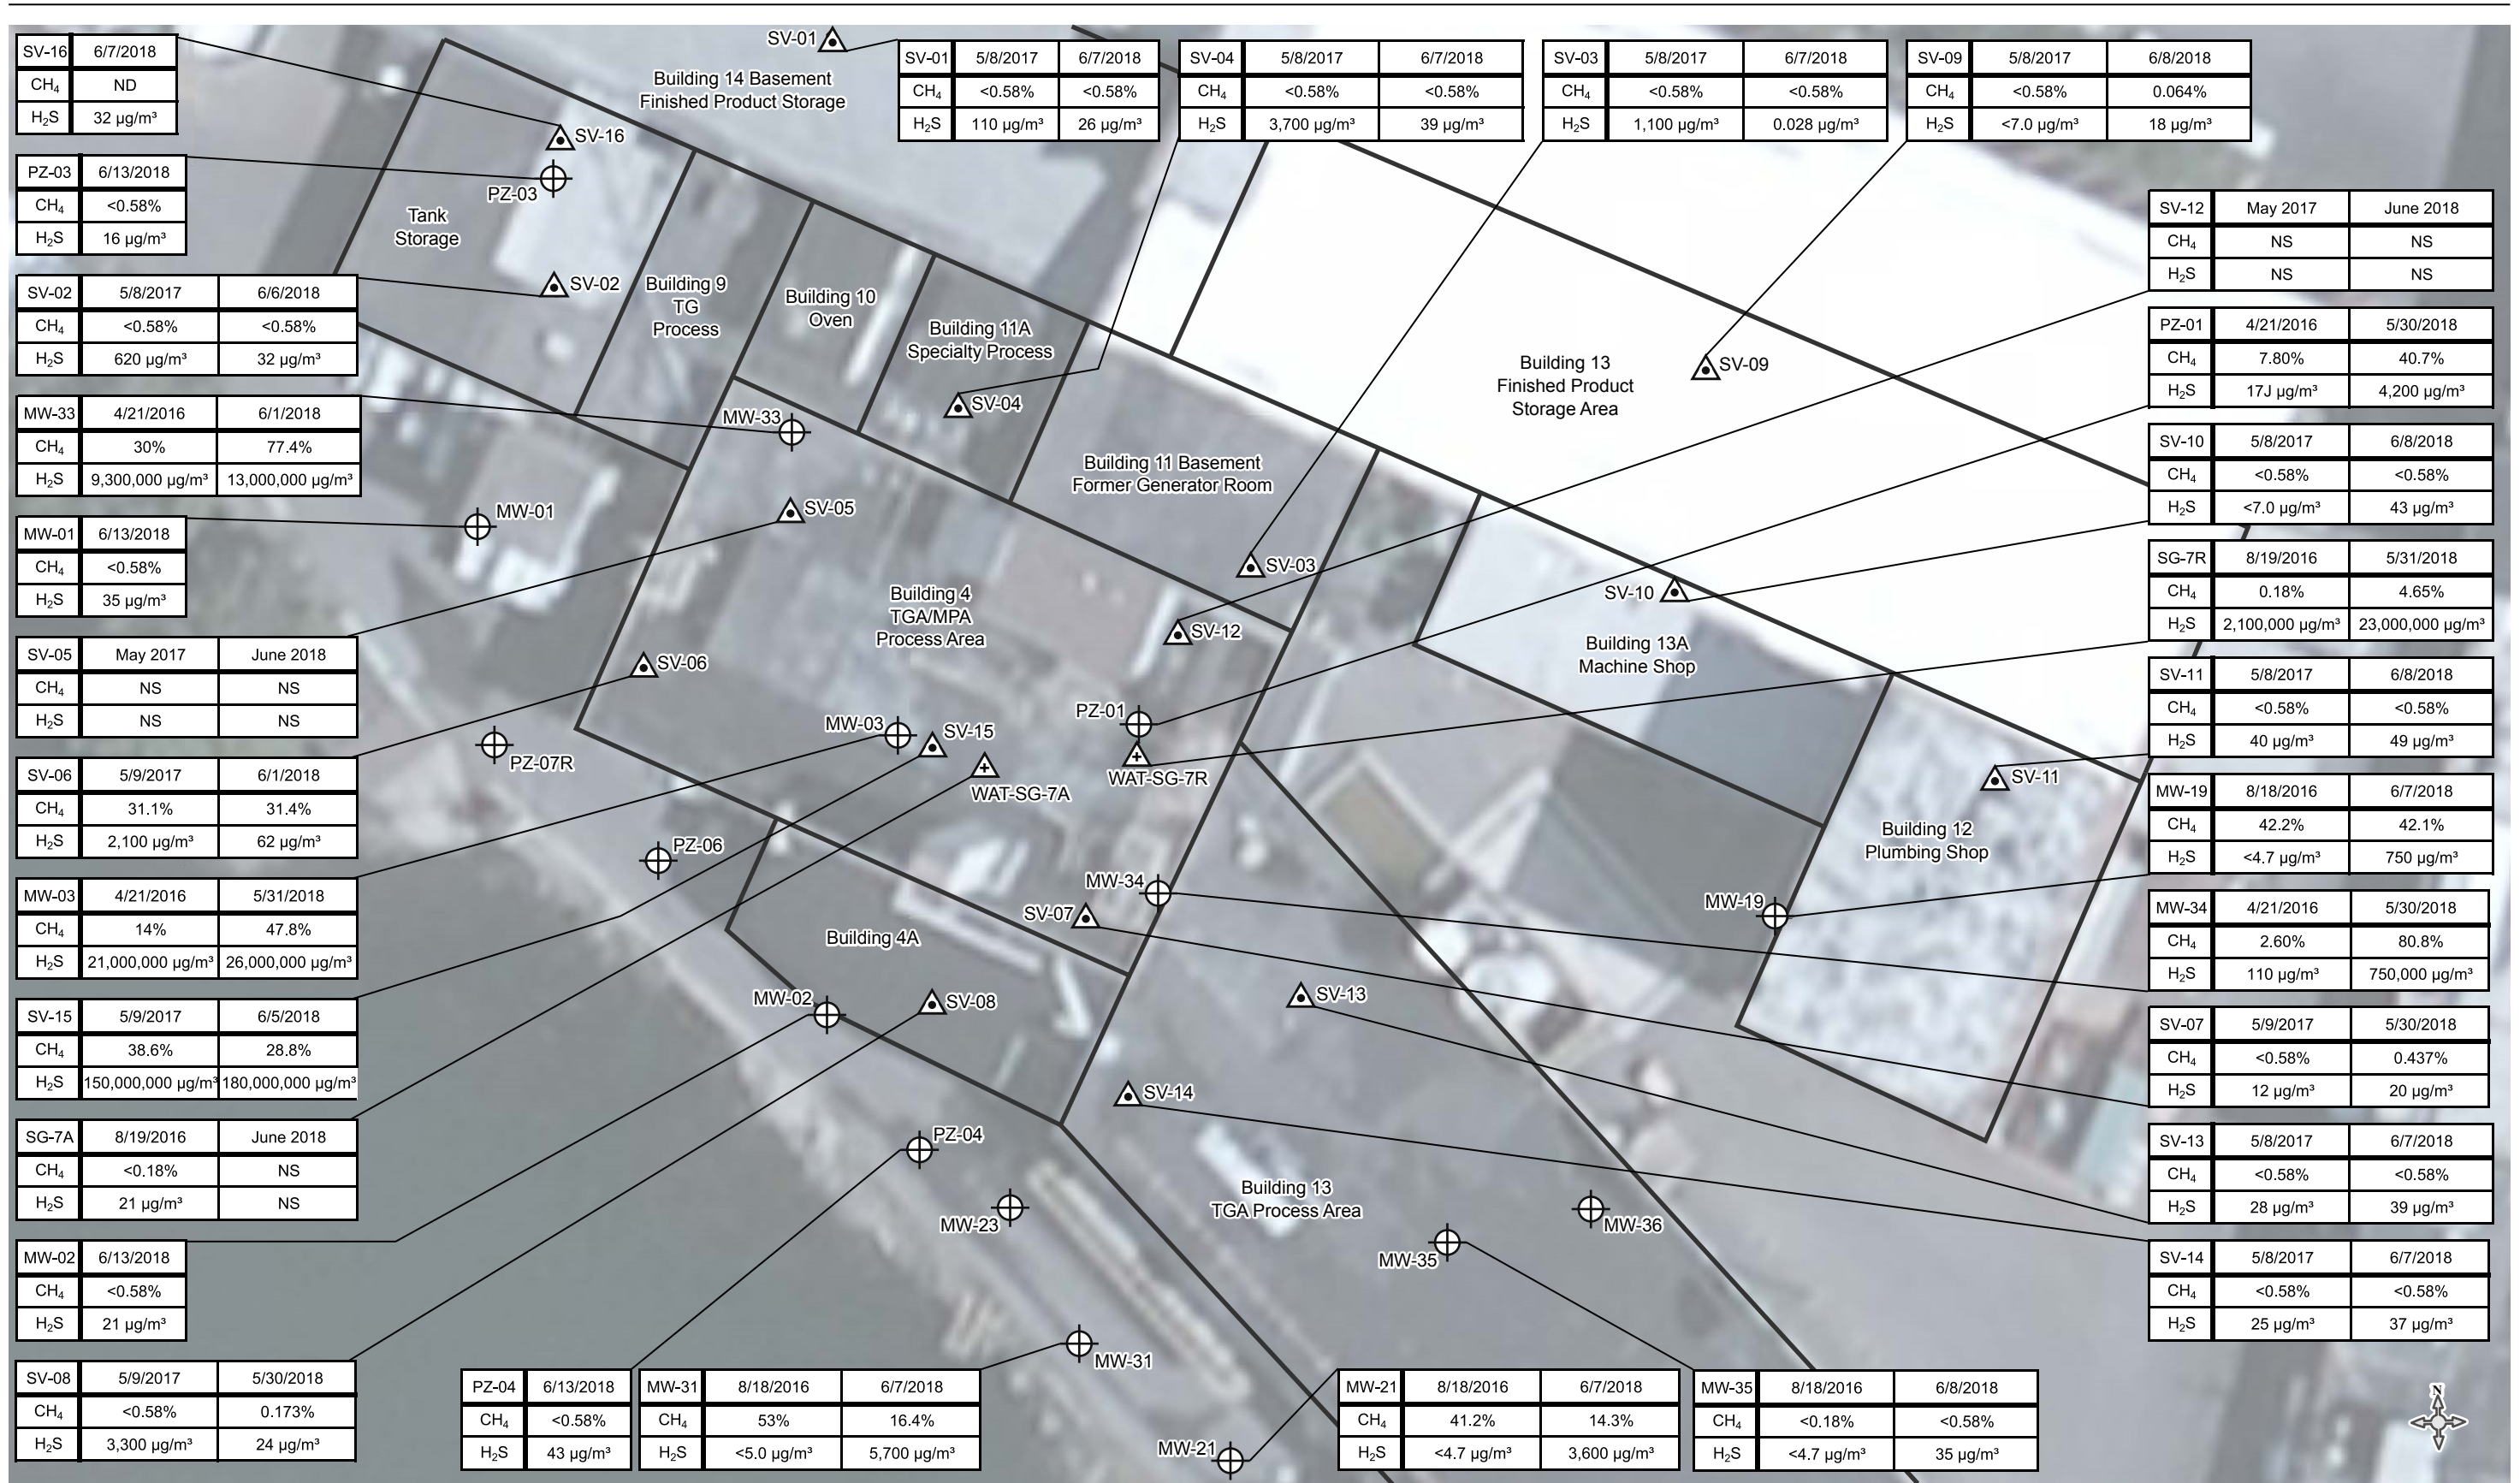 SV-16 6/7/2018
CH₄ ND
H₂S 32 µg/m³
PZ-03 6/13/2018
CH₄ <0.58%
H₂S 16 µg/m³
SV-02 5/8/2017 6/6/2018
CH₄ <0.58% <0.58%
H₂S 620 µg/m³ 32 µg/m³
MW-33 4/21/2016 6/1/2018
CH₄ 30% 77.4%
H₂S 9,300,000 µg/m³ 13,000,000 µg/m³
MW-01 6/13/2018
CH₄ <0.58%
H₂S 35 µg/m³
SV-05 May 2017 June 2018
CH₄ NS NS
H₂S NS NS
SV-06 5/9/2017 6/1/2018
CH₄ 31.1% 31.4%
H₂S 2,100 µg/m³ 62 µg/m³
MW-03 4/21/2016 5/31/2018
CH₄ 14% 47.8%
H₂S 21,000,000 µg/m³ 26,000,000 µg/m³
SV-15 5/9/2017 6/5/2018
CH₄ 38.6% 28.8%
H₂S 150,000,000 µg/m³ 180,000,000 µg/m³
SG-7A 8/19/2016 June 2018
CH₄ <0.18% NS
H₂S 21 µg/m³ NS
MW-02 6/13/2018
CH₄ <0.58%
H₂S 21 µg/m³
SV-08 5/9/2017 5/30/2018
CH₄ <0.58% 0.173%
H₂S 3,300 µg/m³ 24 µg/m³
SV-01 5/8/2017 6/7/2018
CH₄ <0.58% <0.58%
H₂S 110 µg/m³ 26 µg/m³
SV-04 5/8/2017 6/7/2018
CH₄ <0.58% <0.58%
H₂S 3,700 µg/m³ 39 µg/m³
SV-03 5/8/2017 6/7/2018
CH₄ <0.58% <0.58%
H₂S 1,100 µg/m³ 0.028 µg/m³
SV-09 5/8/2017 6/8/2018
CH₄ <0.58% 0.064%
H₂S <7.0 µg/m³ 18 µg/m³
SV-01
Building 14 Basement
Finished Product Storage
SV-16
PZ-03
Tank
Storage
SV-02
Building 9
TG
Process
Building 10
Oven
Building 11A
Specialty Process
SV-04
MW-33
Building 13
Finished Product
Storage Area
SV-09
Building 11 Basement
Former Generator Room
MW-01
SV-05
SV-03
Building 4
TGA/MPA
Process Area
SV-12
SV-10
Building 13A
Machine Shop
SV-06
MW-03
SV-15
PZ-01
PZ-07R
WAT-SG-7A
WAT-SG-7R
SV-11
Building 12
Plumbing Shop
PZ-06
MW-34
SV-07
MW-19
Building 4A
MW-02
SV-08
SV-13
SV-14
PZ-04
MW-23
Building 13
TGA Process Area
MW-36
MW-35
MW-31
MW-21
SV-12 May 2017 June 2018
CH₄ NS NS
H₂S NS NS
PZ-01 4/21/2016 5/30/2018
CH₄ 7.80% 40.7%
H₂S 17J µg/m³ 4,200 µg/m³
SV-10 5/8/2017 6/8/2018
CH₄ <0.58% <0.58%
H₂S <7.0 µg/m³ 43 µg/m³
SG-7R 8/19/2016 5/31/2018
CH₄ 0.18% 4.65%
H₂S 2,100,000 µg/m³ 23,000,000 µg/m³
SV-11 5/8/2017 6/8/2018
CH₄ <0.58% <0.58%
H₂S 40 µg/m³ 49 µg/m³
MW-19 8/18/2016 6/7/2018
CH₄ 42.2% 42.1%
H₂S <4.7 µg/m³ 750 µg/m³
MW-34 4/21/2016 5/30/2018
CH₄ 2.60% 80.8%
H₂S 110 µg/m³ 750,000 µg/m³
SV-07 5/9/2017 5/30/2018
CH₄ <0.58% 0.437%
H₂S 12 µg/m³ 20 µg/m³
SV-13 5/8/2017 6/7/2018
CH₄ <0.58% <0.58%
H₂S 28 µg/m³ 39 µg/m³
SV-14 5/8/2017 6/7/2018
CH₄ <0.58% <0.58%
H₂S 25 µg/m³ 37 µg/m³
PZ-04 6/13/2018
CH₄ <0.58%
H₂S 43 µg/m³
MW-31 8/18/2016 6/7/2018
CH₄ 53% 16.4%
H₂S <5.0 µg/m³ 5,700 µg/m³
MW-21 8/18/2016 6/7/2018
CH₄ 41.2% 14.3%
H₂S <4.7 µg/m³ 3,600 µg/m³
MW-35 8/18/2016 6/8/2018
CH₄ <0.18% <0.58%
H₂S <4.7 µg/m³ 35 µg/m³
N